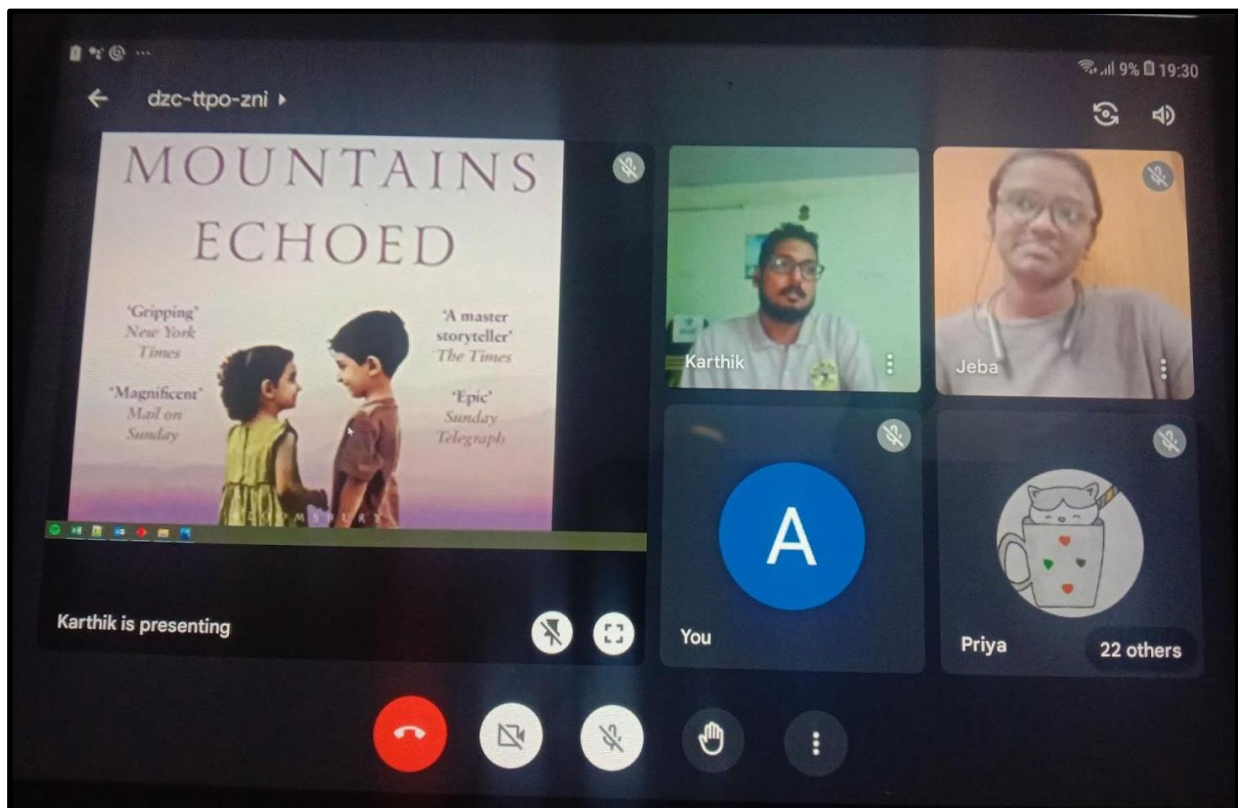 9% 19:30
dzc-ttpo-zni
MOUNTAINS
ECHOED
'Gripping'
New York
Times
'Magnificent'
Mail on
Sunday
'A master
storyteller'
The Times
'Epic'
Sunday
Telegraph
BLOOMSBURY
Karthik is presenting
Karthik
Jeba
A
You
Priya
22 others